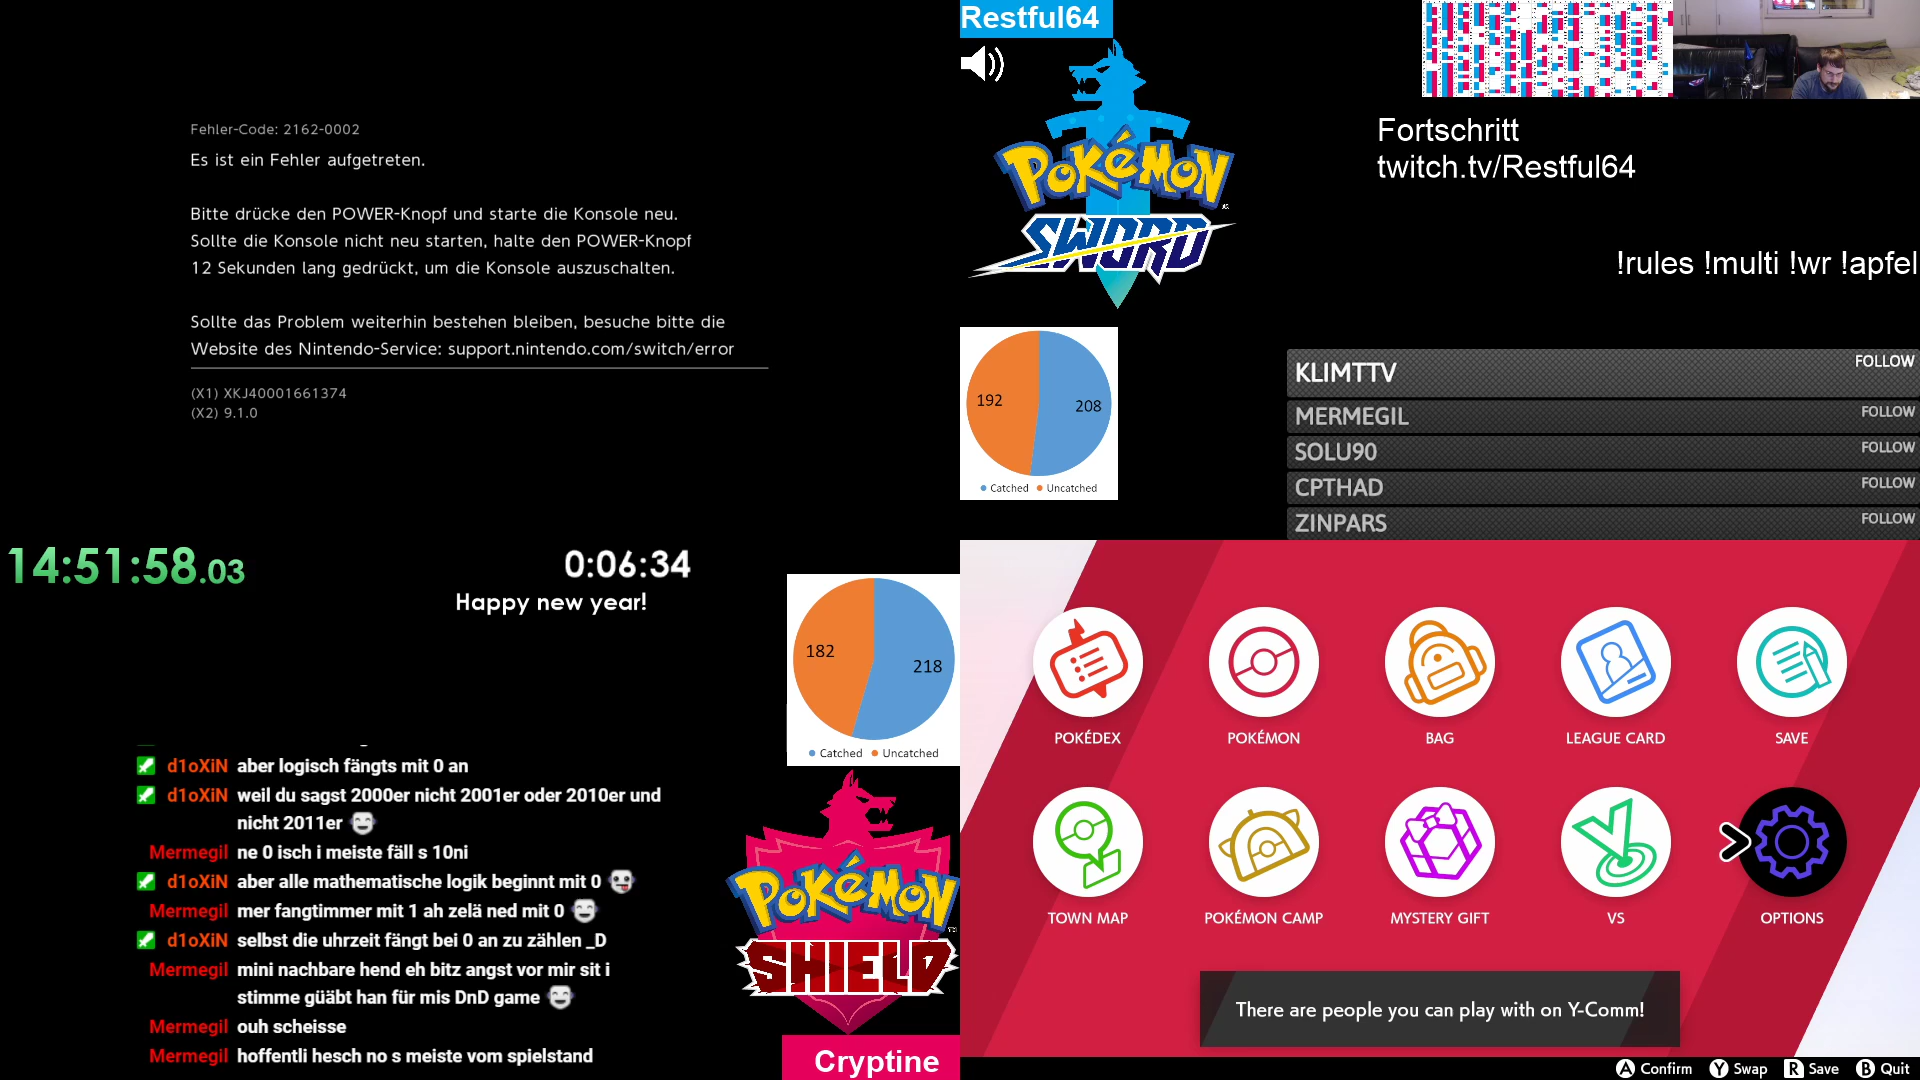 Fehler-Code: 2162-0002
Es ist ein Fehler aufgetreten.
Bitte drücke den POWER-Knopf und starte die Konsole neu.
Sollte die Konsole nicht neu starten, halte den POWER-Knopf
12 Sekunden lang gedrückt, um die Konsole auszuschalten.
Sollte das Problem weiterhin bestehen bleiben, besuche bitte die
Website des Nintendo-Service: support.nintendo.com/switch/error
(X1) XKJ40001661374
(X2) 9.1.0
Restful64
POKéMON
SWORD
Fortschritt
twitch.tv/Restful64
!rules !multi !wr !apfel
192
208
Catched Uncatched
KLIMTTV FOLLOW
MERMEGIL FOLLOW
SOLU90 FOLLOW
CPTHAD FOLLOW
ZINPARS FOLLOW
14:51:58.03
0:06:34
Happy new year!
182
218
Catched Uncatched
d1oXiN aber logisch fängts mit 0 an
d1oXiN weil du sagst 2000er nicht 2001er oder 2010er und
nicht 2011er
Mermegil ne 0 isch i meiste fäll s 10ni
d1oXiN aber alle mathematische logik beginnt mit 0
Mermegil mer fangtimmer mit 1 ah zelä ned mit 0
d1oXiN selbst die uhrzeit fängt bei 0 an zu zählen _D
Mermegil mini nachbare hend eh bitz angst vor mir sit i
stimme güäbt han für mis DnD game
Mermegil ouh scheisse
Mermegil hoffentli hesch no s meiste vom spielstand
POKéMON
SHIELD
Cryptine
POKÉDEX
POKÉMON
BAG
LEAGUE CARD
SAVE
TOWN MAP
POKÉMON CAMP
MYSTERY GIFT
VS
OPTIONS
There are people you can play with on Y-Comm!
A Confirm Y Swap R Save B Quit